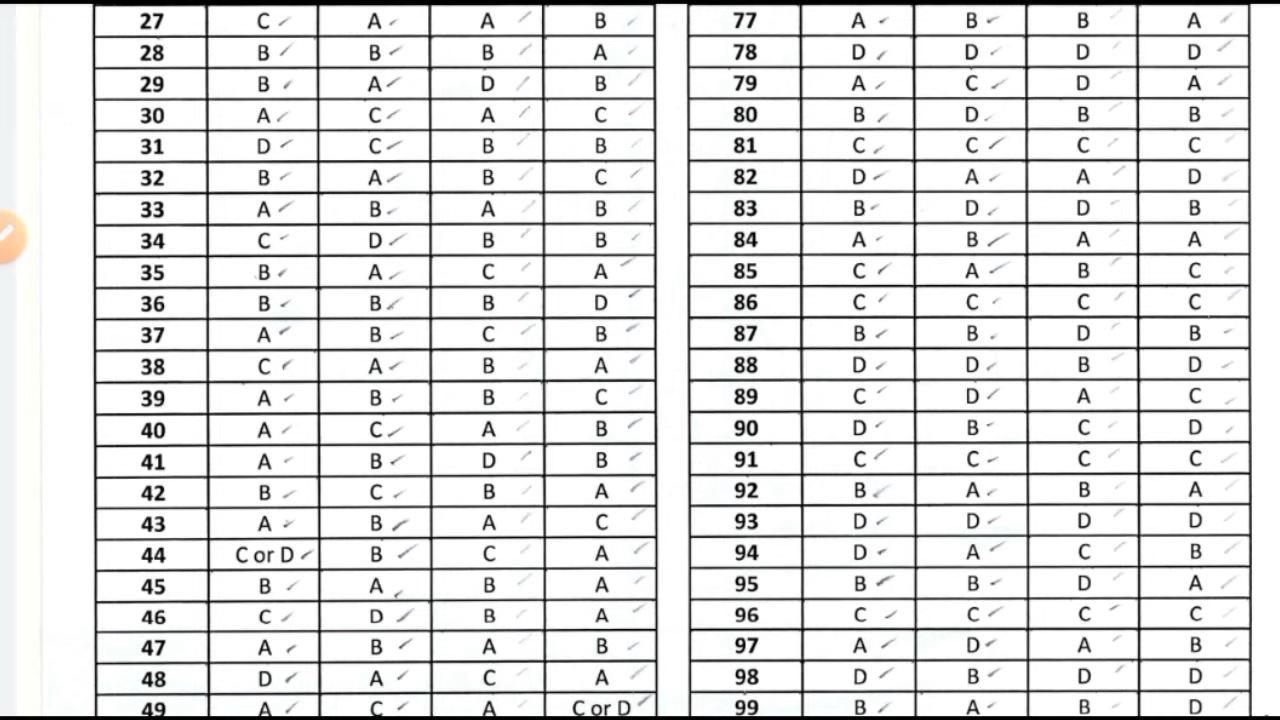 27 C A A B 77 A B B A
28 B B B A 78 D D D D
29 B A D B 79 A C D A
30 A C A C 80 B D B B
31 D C B B 81 C C C C
32 B A B C 82 D A A D
33 A B A B 83 B D D B
34 C D B B 84 A B A A
35 B A C A 85 C A B C
36 B B B D 86 C C C C
37 A B C B 87 B B D B
38 C A B A 88 D D B D
39 A B B C 89 C D A C
40 A C A B 90 D B C D
41 A B D B 91 C C C C
42 B C B A 92 B A B A
43 A B A C 93 D D D D
44 C or D B C A 94 D A C B
45 B A B A 95 B B D A
46 C D B A 96 C C C C
47 A B A B 97 A D A B
48 D A C A 98 D B D D
49 A C A C or D 99 B A B D